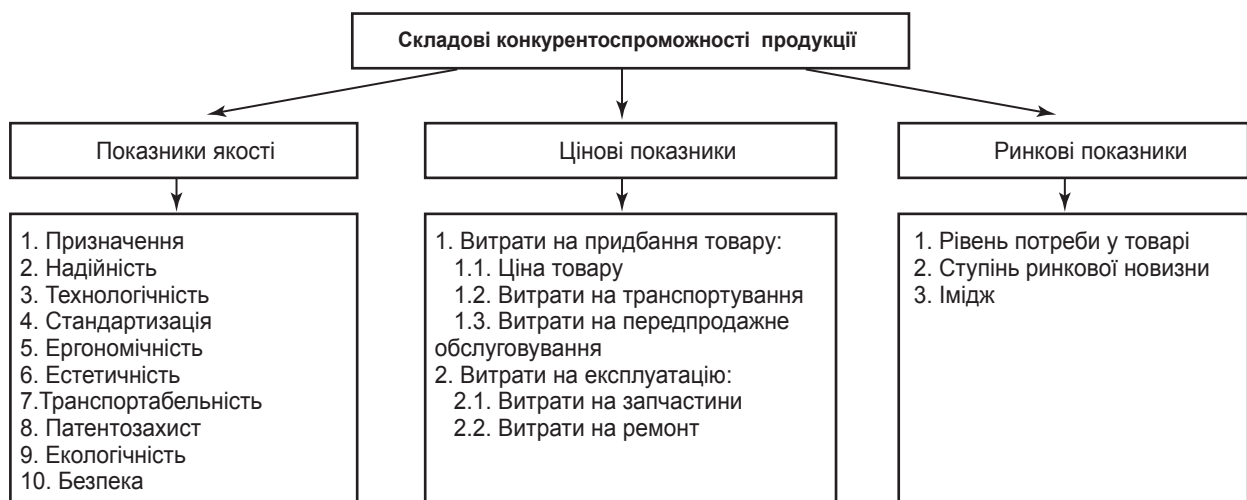 Складові конкурентоспроможності продукції
Показники якості
1. Призначення
2. Надійність
3. Технологічність
4. Стандартизація
5. Ергономічність
6. Естетичність
7.Транспортабельність
8. Патентозахист
9. Екологічність
10. Безпека
Цінові показники
1. Витрати на придбання товару:
1.1. Ціна товару
1.2. Витрати на транспортування
1.3. Витрати на передпродажне
обслуговування
2. Витрати на експлуатацію:
2.1. Витрати на запчастини
2.2. Витрати на ремонт
Ринкові показники
1. Рівень потреби у товарі
2. Ступінь ринкової новизни
3. Імідж